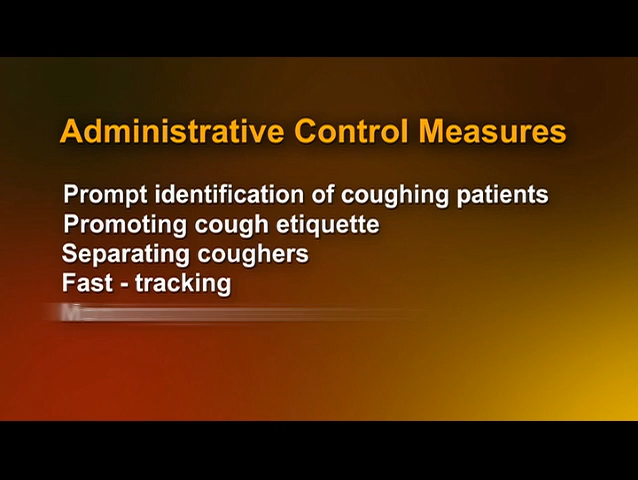 Administrative Control Measures
Prompt identification of coughing patients
Promoting cough etiquette
Separating coughers
Fast - tracking